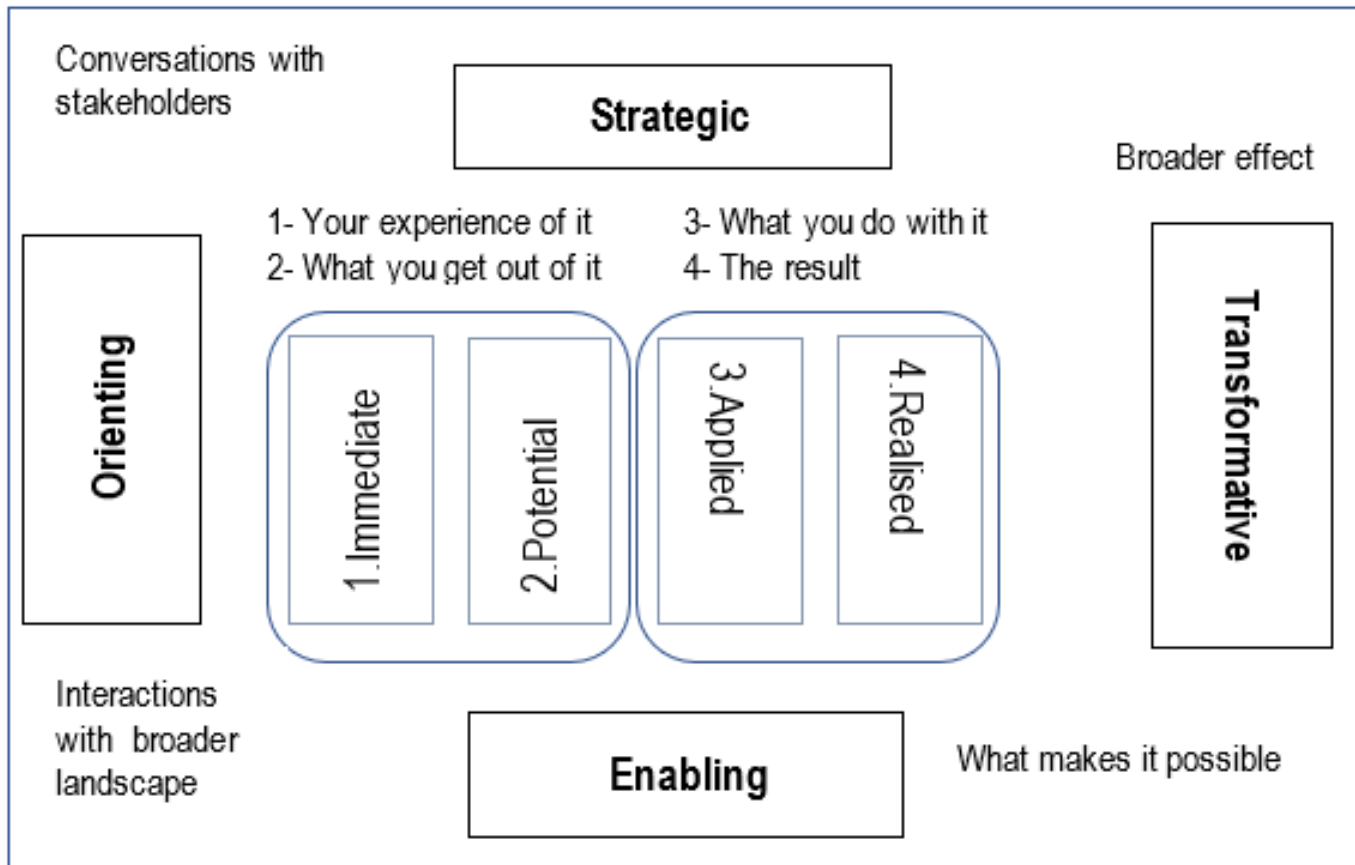 Conversations with
stakeholders
Strategic
Broader effect
1- Your experience of it
2- What you get out of it
3- What you do with it
4- The result
Orienting
1.Immediate
2.Potential
3.Applied
4.Realised
Transformative
Interactions
with broader
landscape
Enabling
What makes it possible